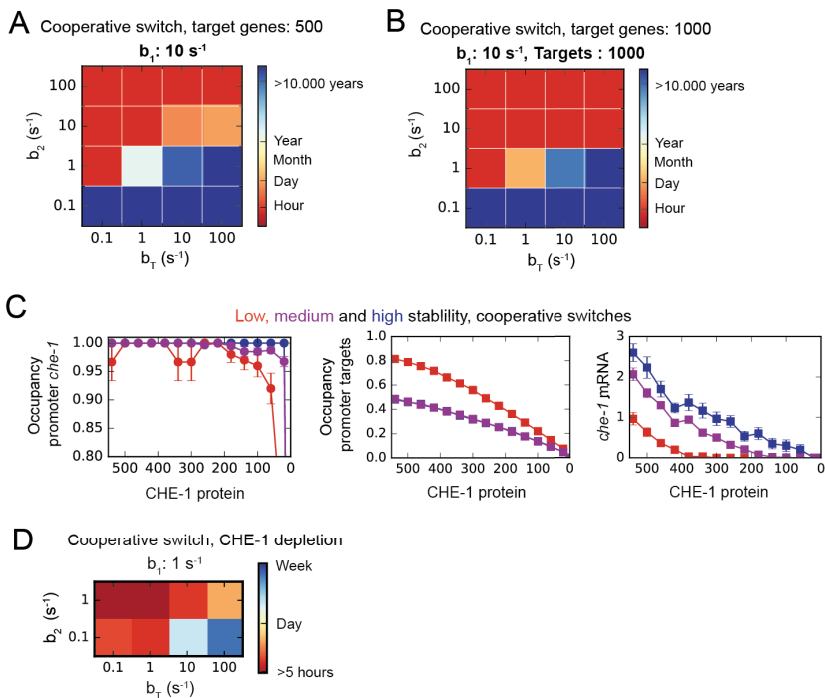 A
Cooperative switch, target genes: 500
b1: 10 s-1
100
10
1
0.1
b2 (s-1)
0.1 1 10 100
bT (s-1)
>10.000 years
Year
Month
Day
Hour
B
Cooperative switch, target genes: 1000
b1: 10 s-1, Targets : 1000
100
10
1
0.1
b2 (s-1)
0.1 1 10 100
bT (s-1)
>10.000 years
Year
Month
Day
Hour
C
Low, medium and high stablility, cooperative switches
Occupancy
promoter che-1
1.00
0.95
0.90
0.85
0.80
500 400 300 200 100 0
CHE-1 protein
Occupancy
promoter targets
1.0
0.8
0.6
0.4
0.2
0.0
500 400 300 200 100 0
CHE-1 protein
che-1 mRNA
3
2
1
0
500 400 300 200 100 0
CHE-1 protein
D
Cooperative switch, CHE-1 depletion
b1: 1 s-1
b2 (s-1)
1
0.1
0.1 1 10 100
bT (s-1)
Week
Day
>5 hours